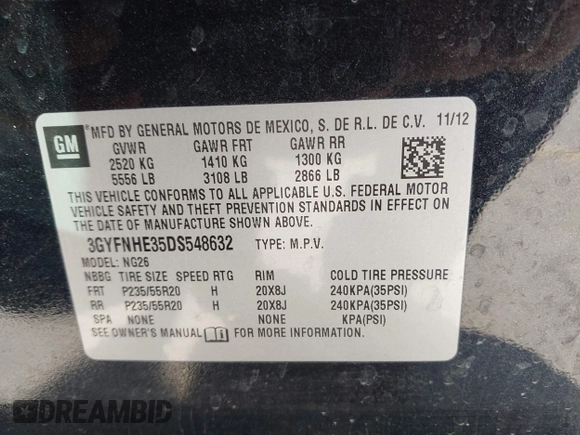 GM
® MFD BY GENERAL MOTORS DE MEXICO, S. DE R.L. DE C.V. 11/12
GVWR GAWR FRT GAWR RR
2520 KG 1410 KG 1300 KG
5556 LB 3108 LB 2866 LB
THIS VEHICLE CONFORMS TO ALL APPLICABLE U.S. FEDERAL MOTOR
VEHICLE SAFETY AND THEFT PREVENTION STANDARDS IN EFFECT ON
THE DATE OF MANUFACTURE SHOWN ABOVE.
3GYFNHE35DS548632 TYPE: M.P.V.
MODEL: NG26
NBBG TIRE SIZE SPEED RTG RIM COLD TIRE PRESSURE
FRT P235/55R20 H 20X8J 240KPA(35PSI)
RR P235/55R20 H 20X8J 240KPA(35PSI)
SPA NONE NONE KPA(PSI)
SEE OWNER'S MANUAL FOR MORE INFORMATION.
DREAMBID